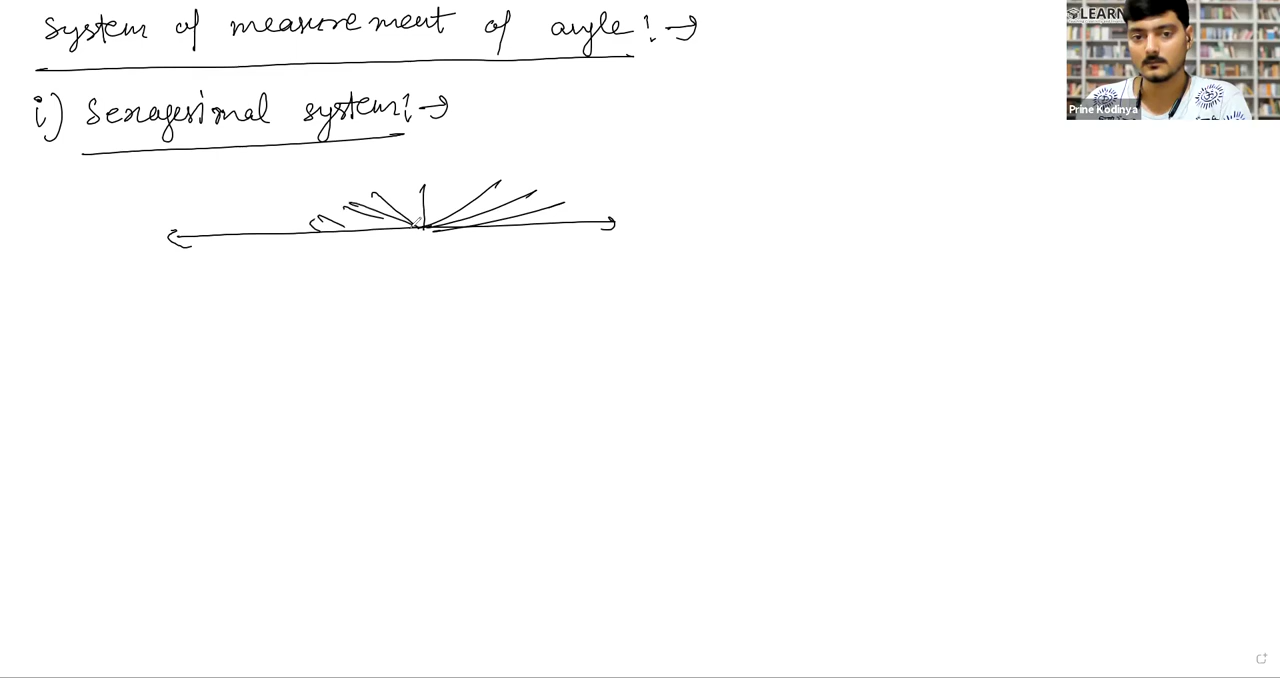 System of measurement of angle :→
i) Sexagesimal system :→
LEARN
Prine Kodinya